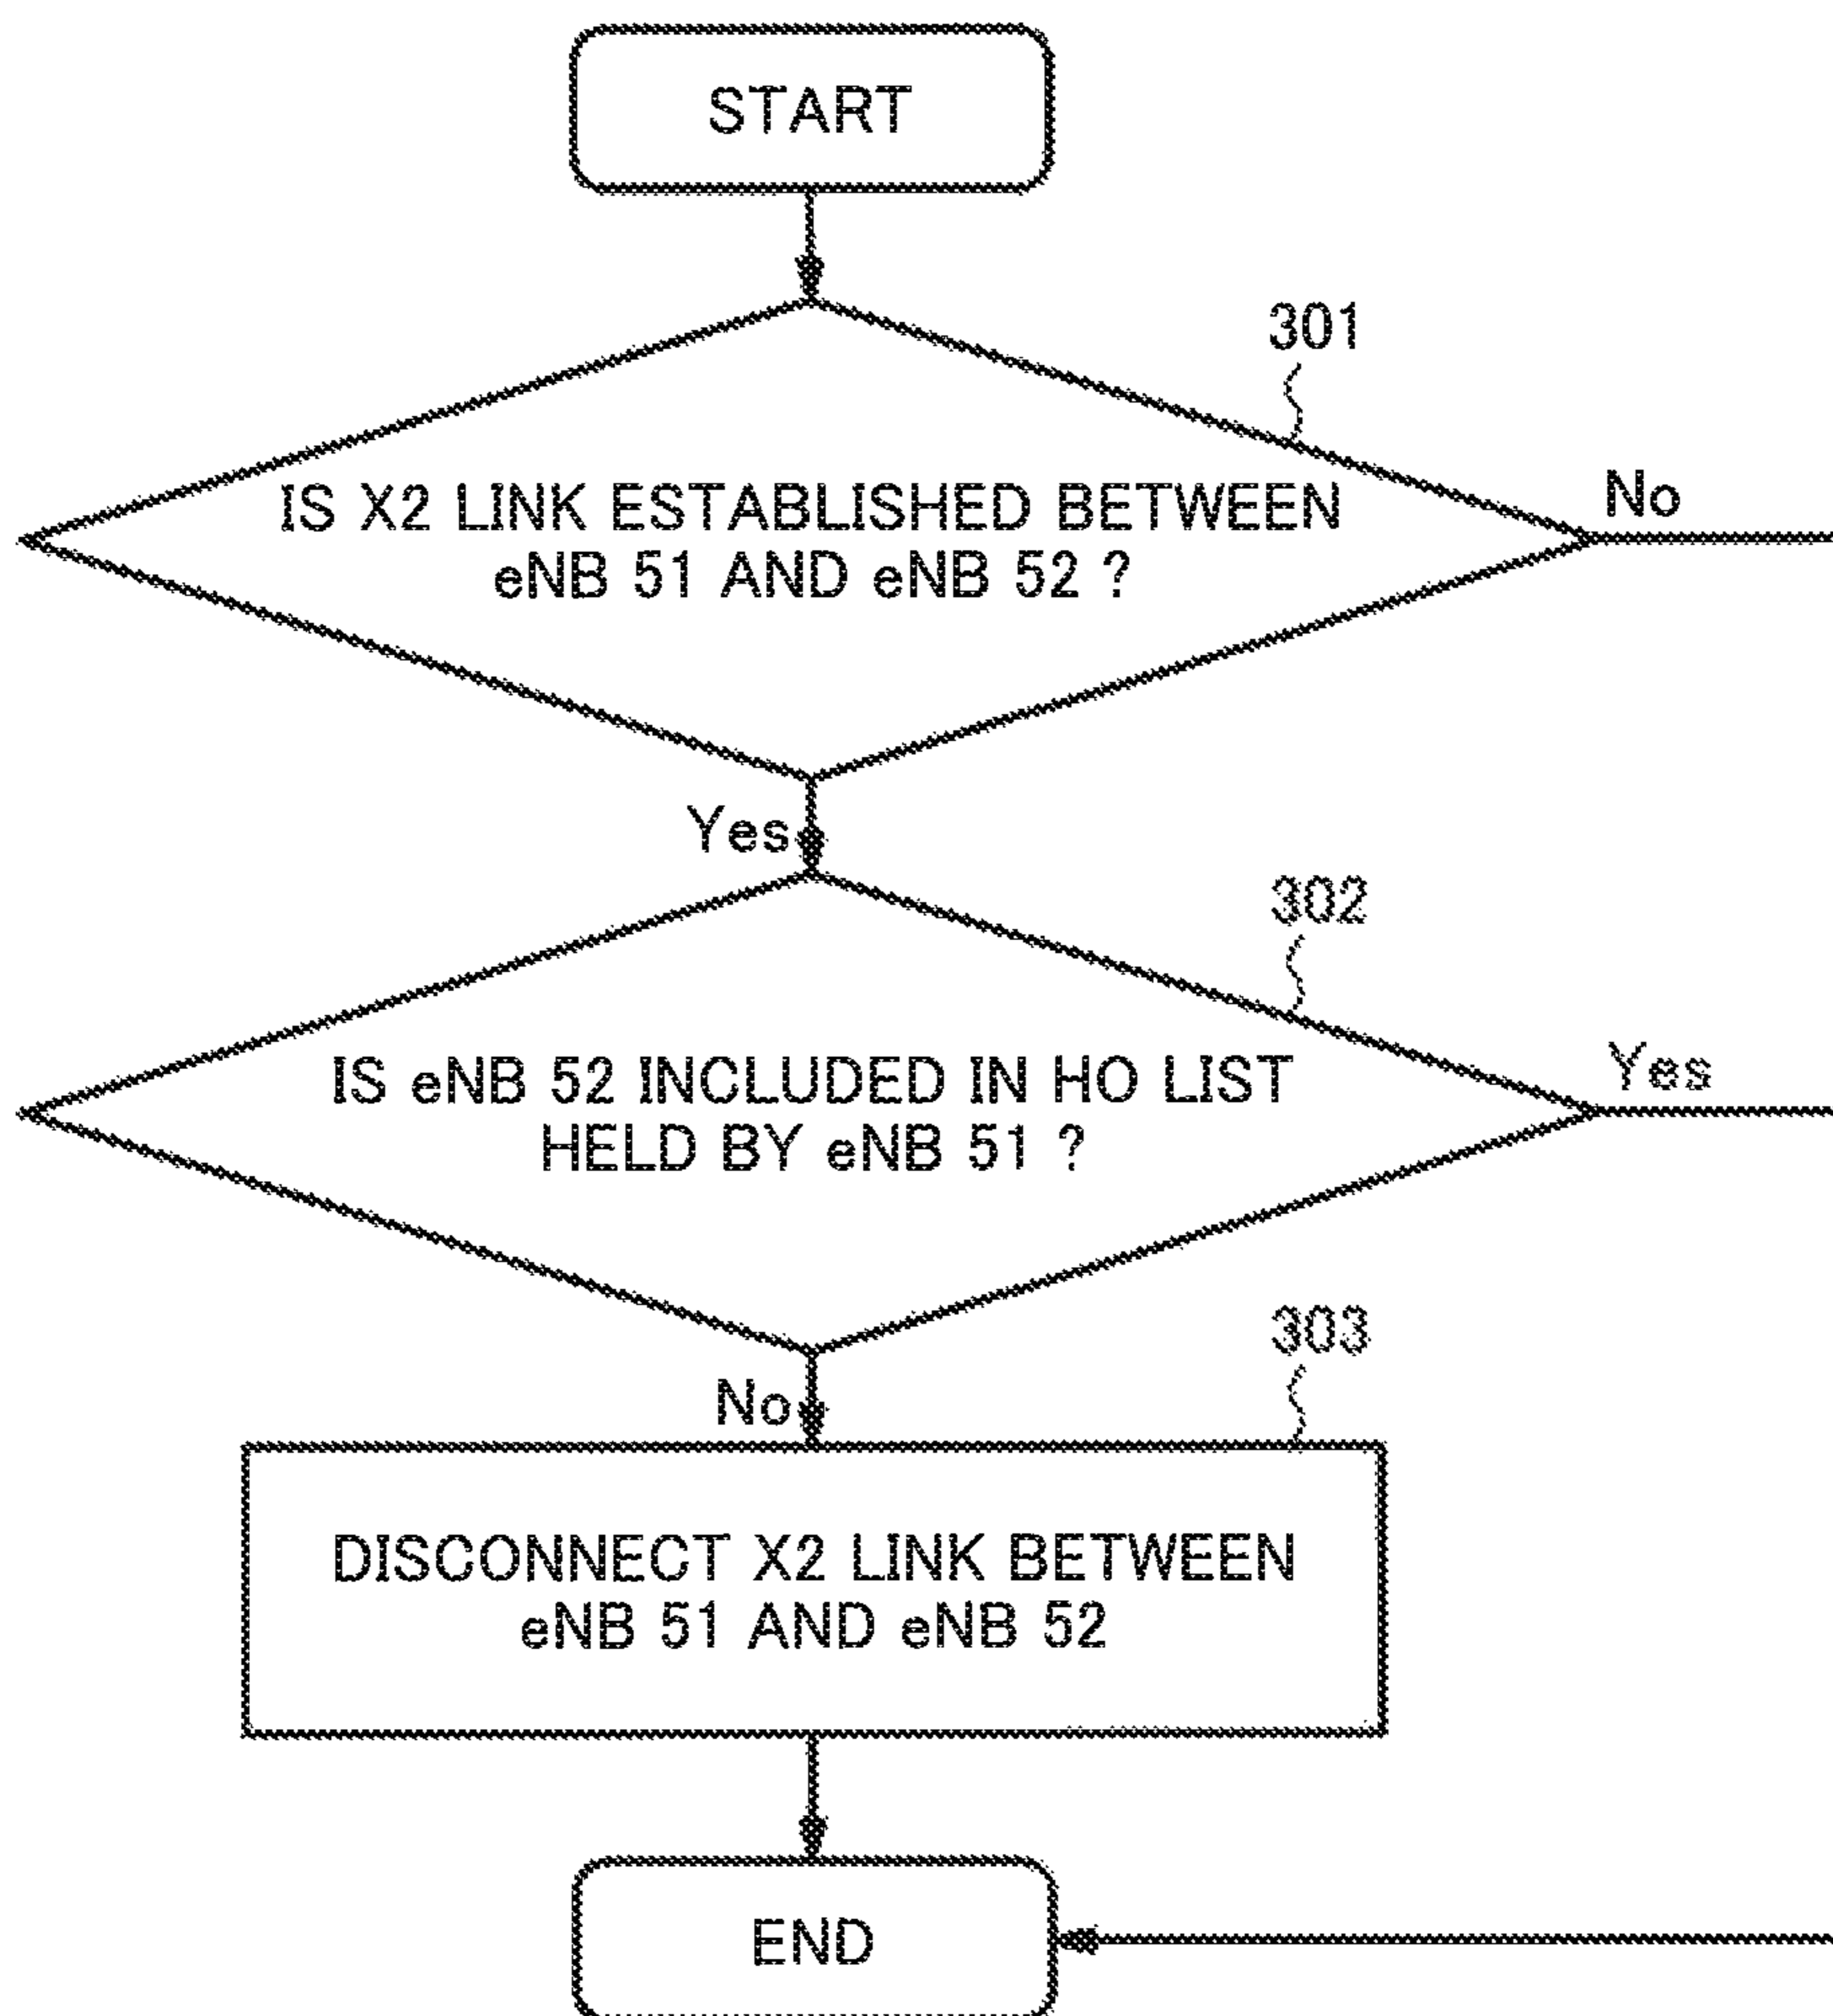 START
301
IS X2 LINK ESTABLISHED BETWEEN
eNB 51 AND eNB 52 ?
No
Yes
302
IS eNB 52 INCLUDED IN HO LIST
HELD BY eNB 51 ?
Yes
No
303
DISCONNECT X2 LINK BETWEEN
eNB 51 AND eNB 52
END